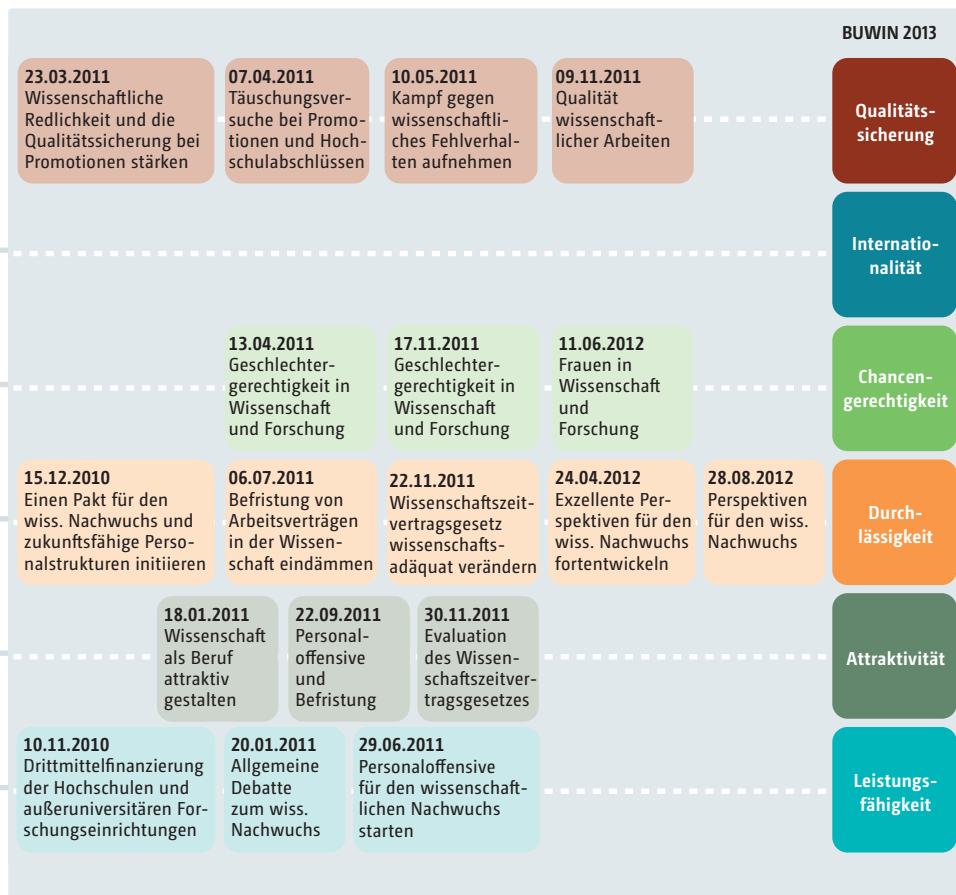 BUWIN 2013
23.03.2011
Wissenschaftliche
Redlichkeit und die
Qualitätssicherung bei
Promotionen stärken
07.04.2011
Täuschungsver-
suche bei Promo-
tionen und Hoch-
schulabschlüssen
10.05.2011
Kampf gegen
wissenschaftli-
ches Fehlverhal-
ten aufnehmen
09.11.2011
Qualität
wissenschaft-
licher Arbeiten
Qualitäts-
sicherung
Internatio-
nalität
13.04.2011
Geschlechter-
gerechtigkeit in
Wissenschaft
und Forschung
17.11.2011
Geschlechter-
gerechtigkeit in
Wissenschaft
und Forschung
11.06.2012
Frauen in
Wissenschaft
und
Forschung
Chancen-
gerechtigkeit
15.12.2010
Einen Pakt für den
wiss. Nachwuchs und
zukunftsfähige Perso-
nalstrukturen initiieren
06.07.2011
Befristung von
Arbeitsverträgen
in der Wissen-
schaft eindämmen
22.11.2011
Wissenschaftszeit-
vertragsgesetz
wissenschafts-
adäquat verändern
24.04.2012
Exzellente Per-
spektiven für den
wiss. Nachwuchs
fortentwickeln
28.08.2012
Perspektiven
für den wiss.
Nachwuchs
Durch-
lässigkeit
18.01.2011
Wissenschaft
als Beruf
attraktiv
gestalten
22.09.2011
Personal-
offensive
und
Befristung
30.11.2011
Evaluation
des Wissen-
schaftszeitver-
tragsgesetzes
Attraktivität
10.11.2010
Drittmittelfinanzierung
der Hochschulen und
außeruniversitären For-
schungseinrichtungen
20.01.2011
Allgemeine
Debatte
zum wiss.
Nachwuchs
29.06.2011
Personaloffensive
für den wissenschaft-
lichen Nachwuchs
starten
Leistungs-
fähigkeit